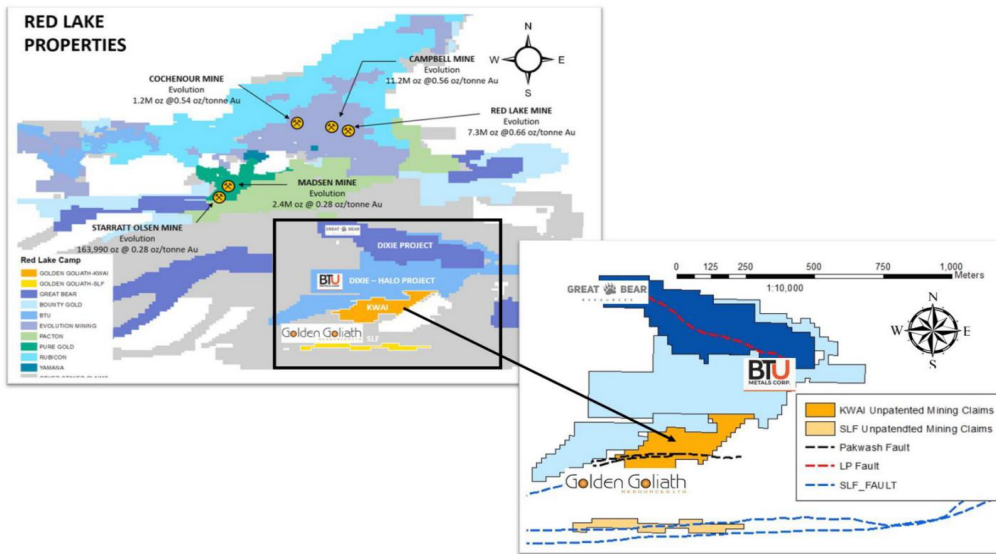 RED LAKE
PROPERTIES
N
W
E
S
COCHENOUR MINE
Evolution
1.2M oz @0.54 oz/tonne Au
CAMPBELL MINE
Evolution
11.2M oz @0.56 oz/tonne Au
RED LAKE MINE
Evolution
7.3M oz @0.66 oz/tonne Au
MADSEN MINE
Evolution
2.4M oz @ 0.28 oz/tonne Au
STARRATT OLSEN MINE
Evolution
163,990 oz @ 0.28 oz/tonne Au
GREAT BEAR
DIXIE PROJECT
BTU
DIXIE – HALO PROJECT
KWAI
Golden Goliath
SLF
Red Lake Camp
GOLDEN GOLIATH-KWAI
GOLDEN GOLIATH-SLF
GREAT BEAR
BOUNTY GOLD
BTU
EVOLUTION MINING
PACTON
PURE GOLD
RUBICON
YAMANA
0 125 250 500 750 1,000
Meters
1:10,000
GREAT BEAR
RESOURCES
N
W
E
S
BTU
METALS CORP.
Golden Goliath
RESOURCES LTD
KWAI Unpatented Mining Claims
SLF Unpatendted Mining Claims
Pakwash Fault
LP Fault
SLF_FAULT